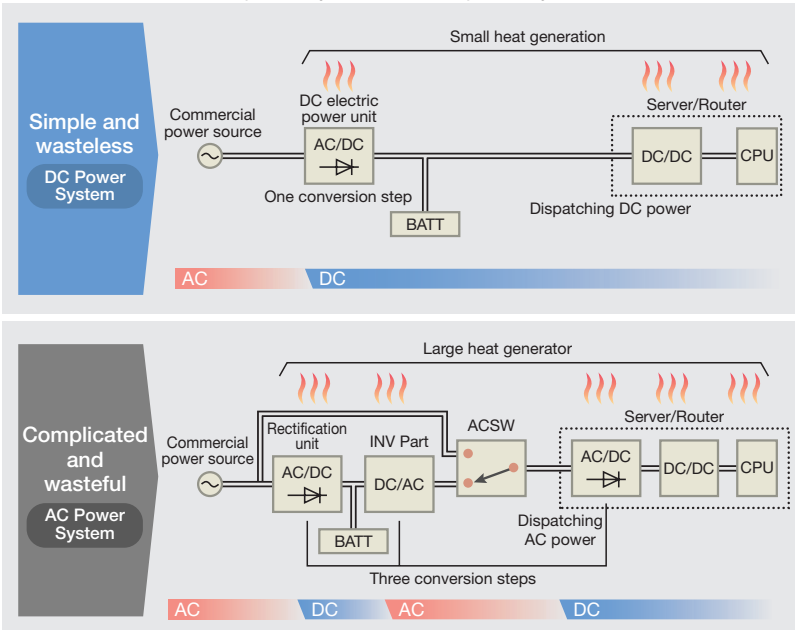 Simple and
wasteless
DC Power
System
Small heat generation
Commercial
power source
DC electric
power unit
AC/DC
One conversion step
BATT
Server/Router
DC/DC
CPU
Dispatching DC power
AC
DC
Complicated
and
wasteful
AC Power
System
Large heat generator
Commercial
power source
Rectification
unit
AC/DC
INV Part
DC/AC
BATT
ACSW
Server/Router
AC/DC
DC/DC
CPU
Dispatching
AC power
Three conversion steps
AC
DC
AC
DC